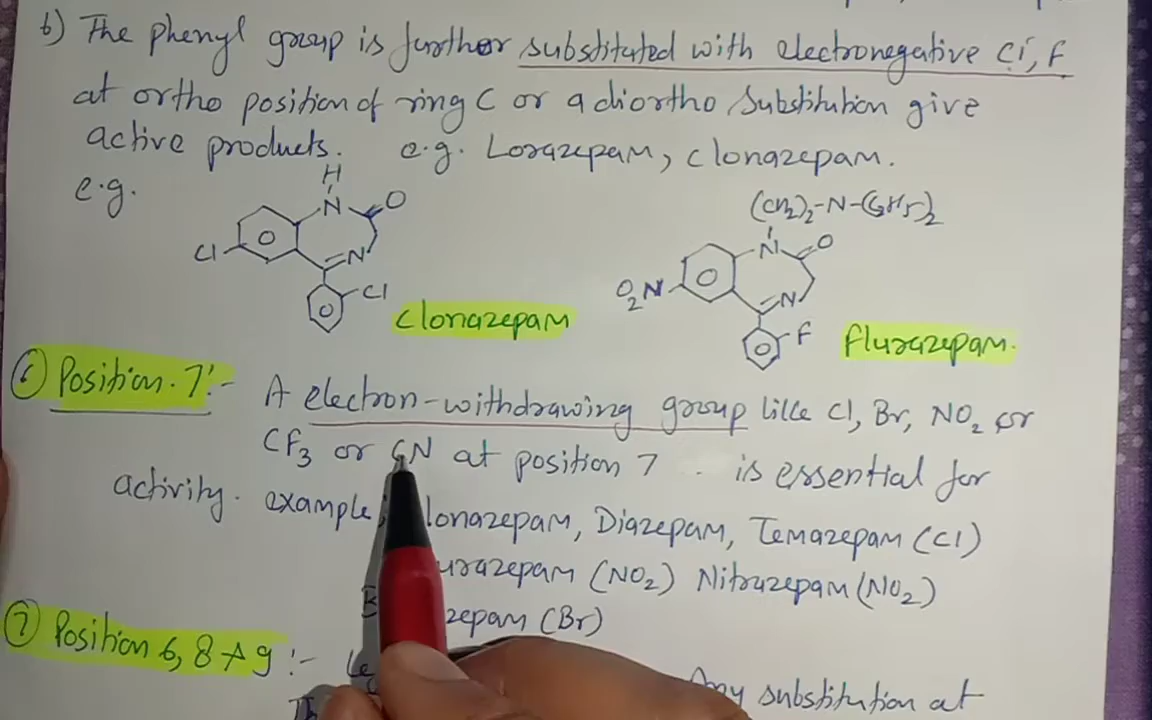 b) The phenyl group is further substituted with electronegative Cl, F
at ortho position of ring C or a diortho substitution give
active products. e.g. Lorazepam, Clonazepam.
e.g.
H
N
O
Cl
N
Cl
Clonazepam
(CH2)2-N-(C2H5)2
N
O
O2N
N
F
Flurazepam.
6) Position.7:- A electron-withdrawing group like Cl, Br, NO2 or
CF3 or CN at position 7 .. is essential for
activity. example, lonazepam, Diazepam, Temazepam (Cl)
urazepam (NO2) Nitrazepam (NO2)
B zepam (Br)
7) Position 6, 8 & 9 :-
Any substitution at